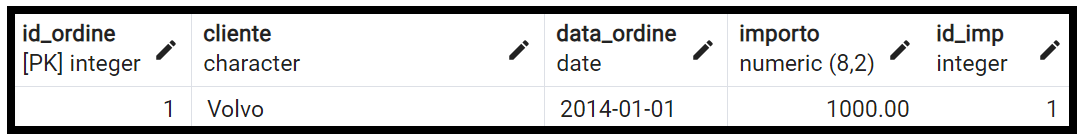 id_ordine cliente data_ordine importo id_imp
[PK] integer character date numeric (8,2) integer
1 Volvo 2014-01-01 1000.00 1